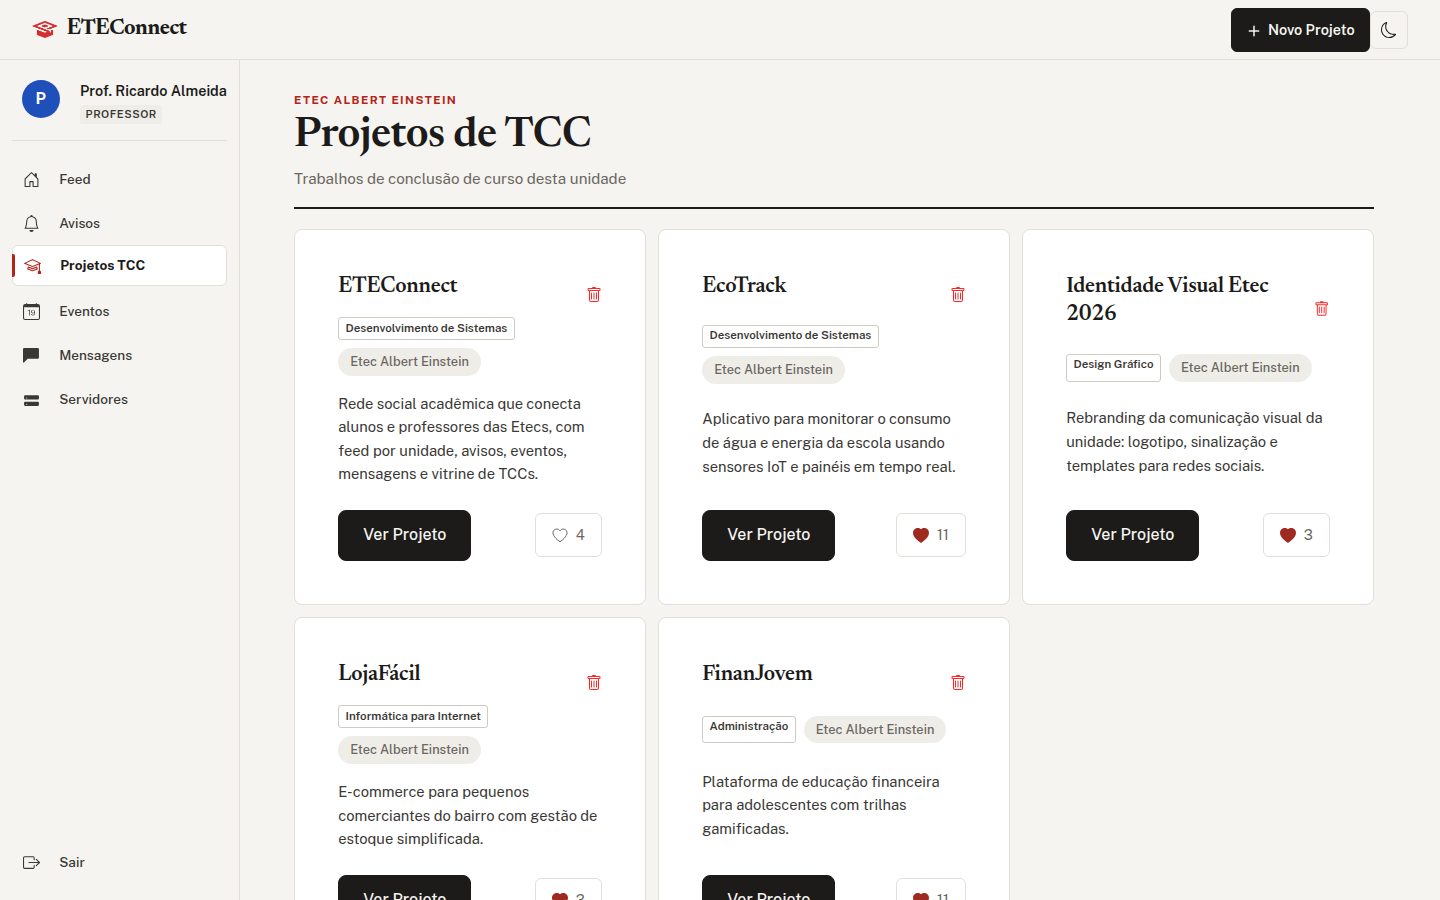 ETEConnect
+ Novo Projeto
P
Prof. Ricardo Almeida
PROFESSOR
Feed
Avisos
Projetos TCC
19
Eventos
Mensagens
Servidores
Sair
ETEC ALBERT EINSTEIN
Projetos de TCC
Trabalhos de conclusão de curso desta unidade
ETEConnect
Desenvolvimento de Sistemas
Etec Albert Einstein
Rede social acadêmica que conecta
alunos e professores das Etecs, com
feed por unidade, avisos, eventos,
mensagens e vitrine de TCCs.
Ver Projeto
4
EcoTrack
Desenvolvimento de Sistemas
Etec Albert Einstein
Aplicativo para monitorar o consumo
de água e energia da escola usando
sensores IoT e painéis em tempo real.
Ver Projeto
11
Identidade Visual Etec
2026
Design Gráfico
Etec Albert Einstein
Rebranding da comunicação visual da
unidade: logotipo, sinalização e
templates para redes sociais.
Ver Projeto
3
LojaFácil
Informática para Internet
Etec Albert Einstein
E-commerce para pequenos
comerciantes do bairro com gestão de
estoque simplificada.
Ver Projeto
FinanJovem
Administração
Etec Albert Einstein
Plataforma de educação financeira
para adolescentes com trilhas
gamificadas.
Ver Projeto
11